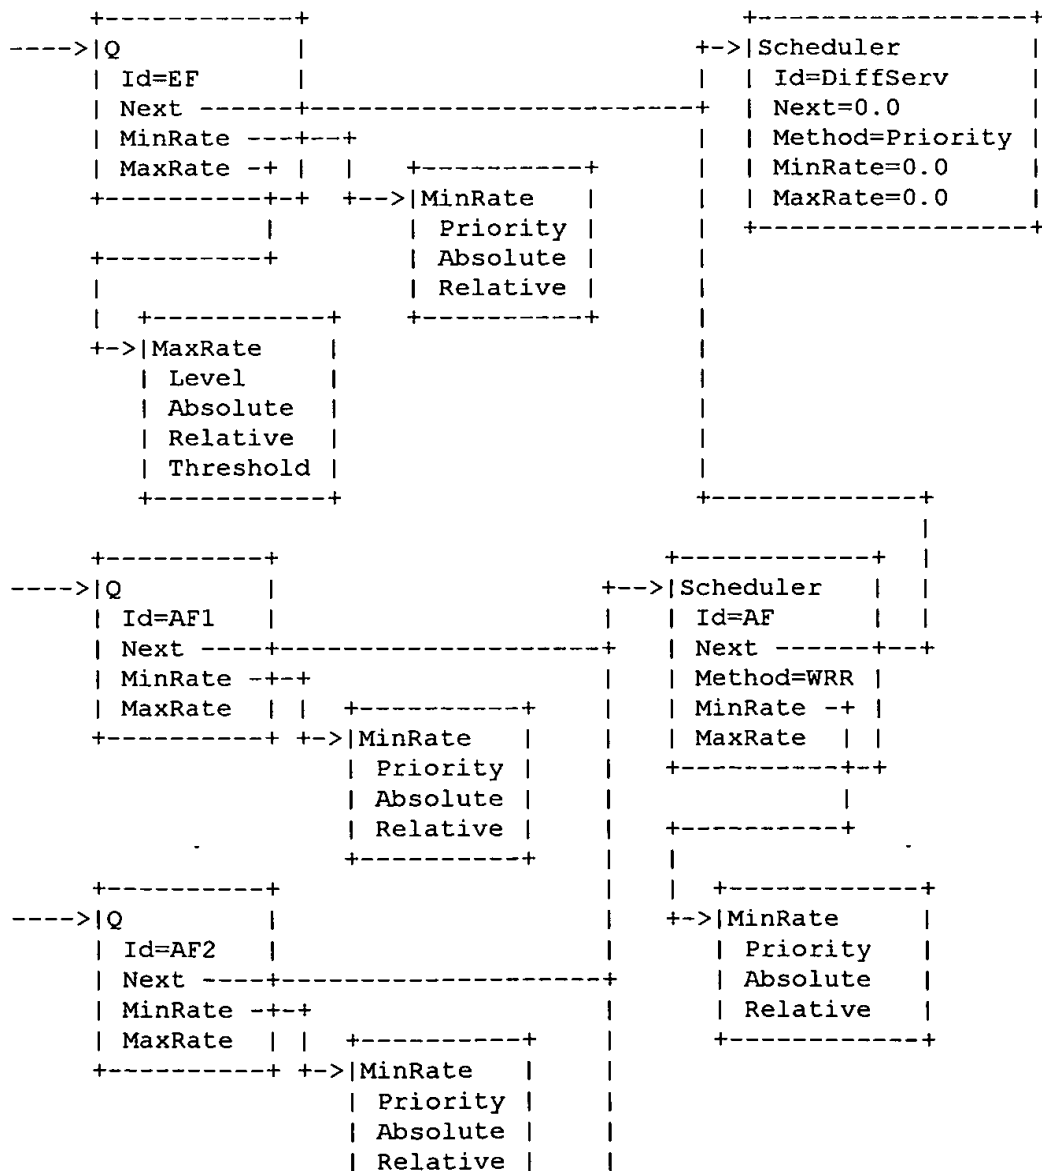 +-----------+                             +-----------------+
---->|Q          |                          +->|Scheduler        |
     | Id=EF     |                          |  | Id=DiffServ     |
     | Next ------+-------------------------+  | Next=0.0        |
     | MinRate ---+--+                      |  | Method=Priority |
     | MaxRate -+ |  |   +----------+       |  | MinRate=0.0     |
     +----------+-+  +-->|MinRate   |       |  | MaxRate=0.0     |
                |        | Priority |       |  +-----------------+
     +----------+        | Absolute |       |
     |                   | Relative |       |
     |  +-----------+    +----------+       |
     +->|MaxRate    |                       |
        | Level     |                       |
        | Absolute  |                       |
        | Relative  |                       |
        | Threshold |                       |
        +-----------+                       +-------------+
                                                          |
     +----------+                         +------------+  |
---->|Q         |                     +-->|Scheduler   |  |
     | Id=AF1   |                     |   | Id=AF      |  |
     | Next ----+---------------------+   | Next ------+--+
     | MinRate -+-+                   |   | Method=WRR |
     | MaxRate  | |  +----------+     |   | MinRate -+ |
     +----------+ +->|MinRate   |     |   | MaxRate  | |
                     | Priority |     |   +----------+-+
                     | Absolute |     |              |
                     | Relative |     |   +----------+
                     +----------+     |   |
     +----------+                     |   |  +------------+
---->|Q         |                     |   +->|MinRate     |
     | Id=AF2   |                     |      | Priority   |
     | Next ----+---------------------+      | Absolute   |
     | MinRate -+-+                   |      | Relative   |
     | MaxRate  | |  +----------+     |      +------------+
     +----------+ +->|MinRate   |     |
                     | Priority |     |
                     | Absolute |     |
                     | Relative |     |